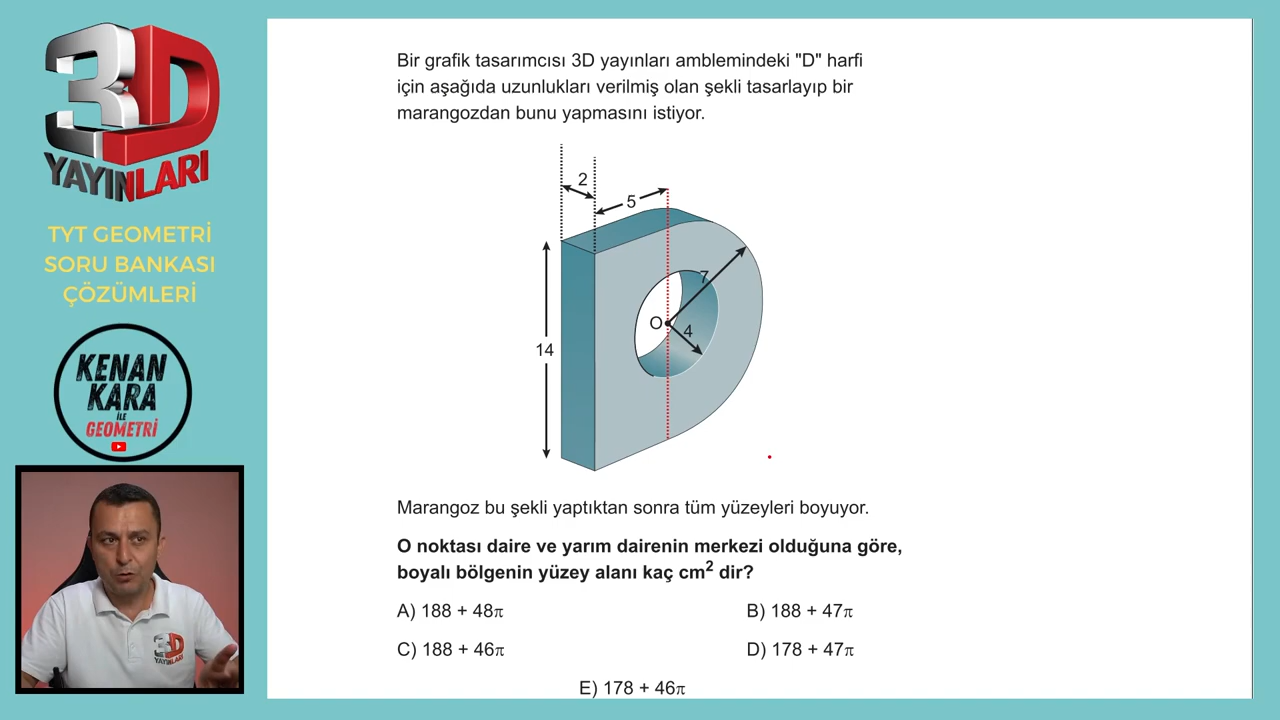 3D
YAYINLARI
TYT GEOMETRİ
SORU BANKASI
ÇÖZÜMLERİ
KENAN
KARA
İLE
GEOMETRİ
3D
YAYINLARI
Bir grafik tasarımcısı 3D yayınları amblemindeki "D" harfi
için aşağıda uzunlukları verilmiş olan şekli tasarlayıp bir
marangozdan bunu yapmasını istiyor.
2
5
7
O
4
14
Marangoz bu şekli yaptıktan sonra tüm yüzeyleri boyuyor.
O noktası daire ve yarım dairenin merkezi olduğuna göre,
boyalı bölgenin yüzey alanı kaç cm² dir?
A) 188 + 48π
B) 188 + 47π
C) 188 + 46π
D) 178 + 47π
E) 178 + 46π